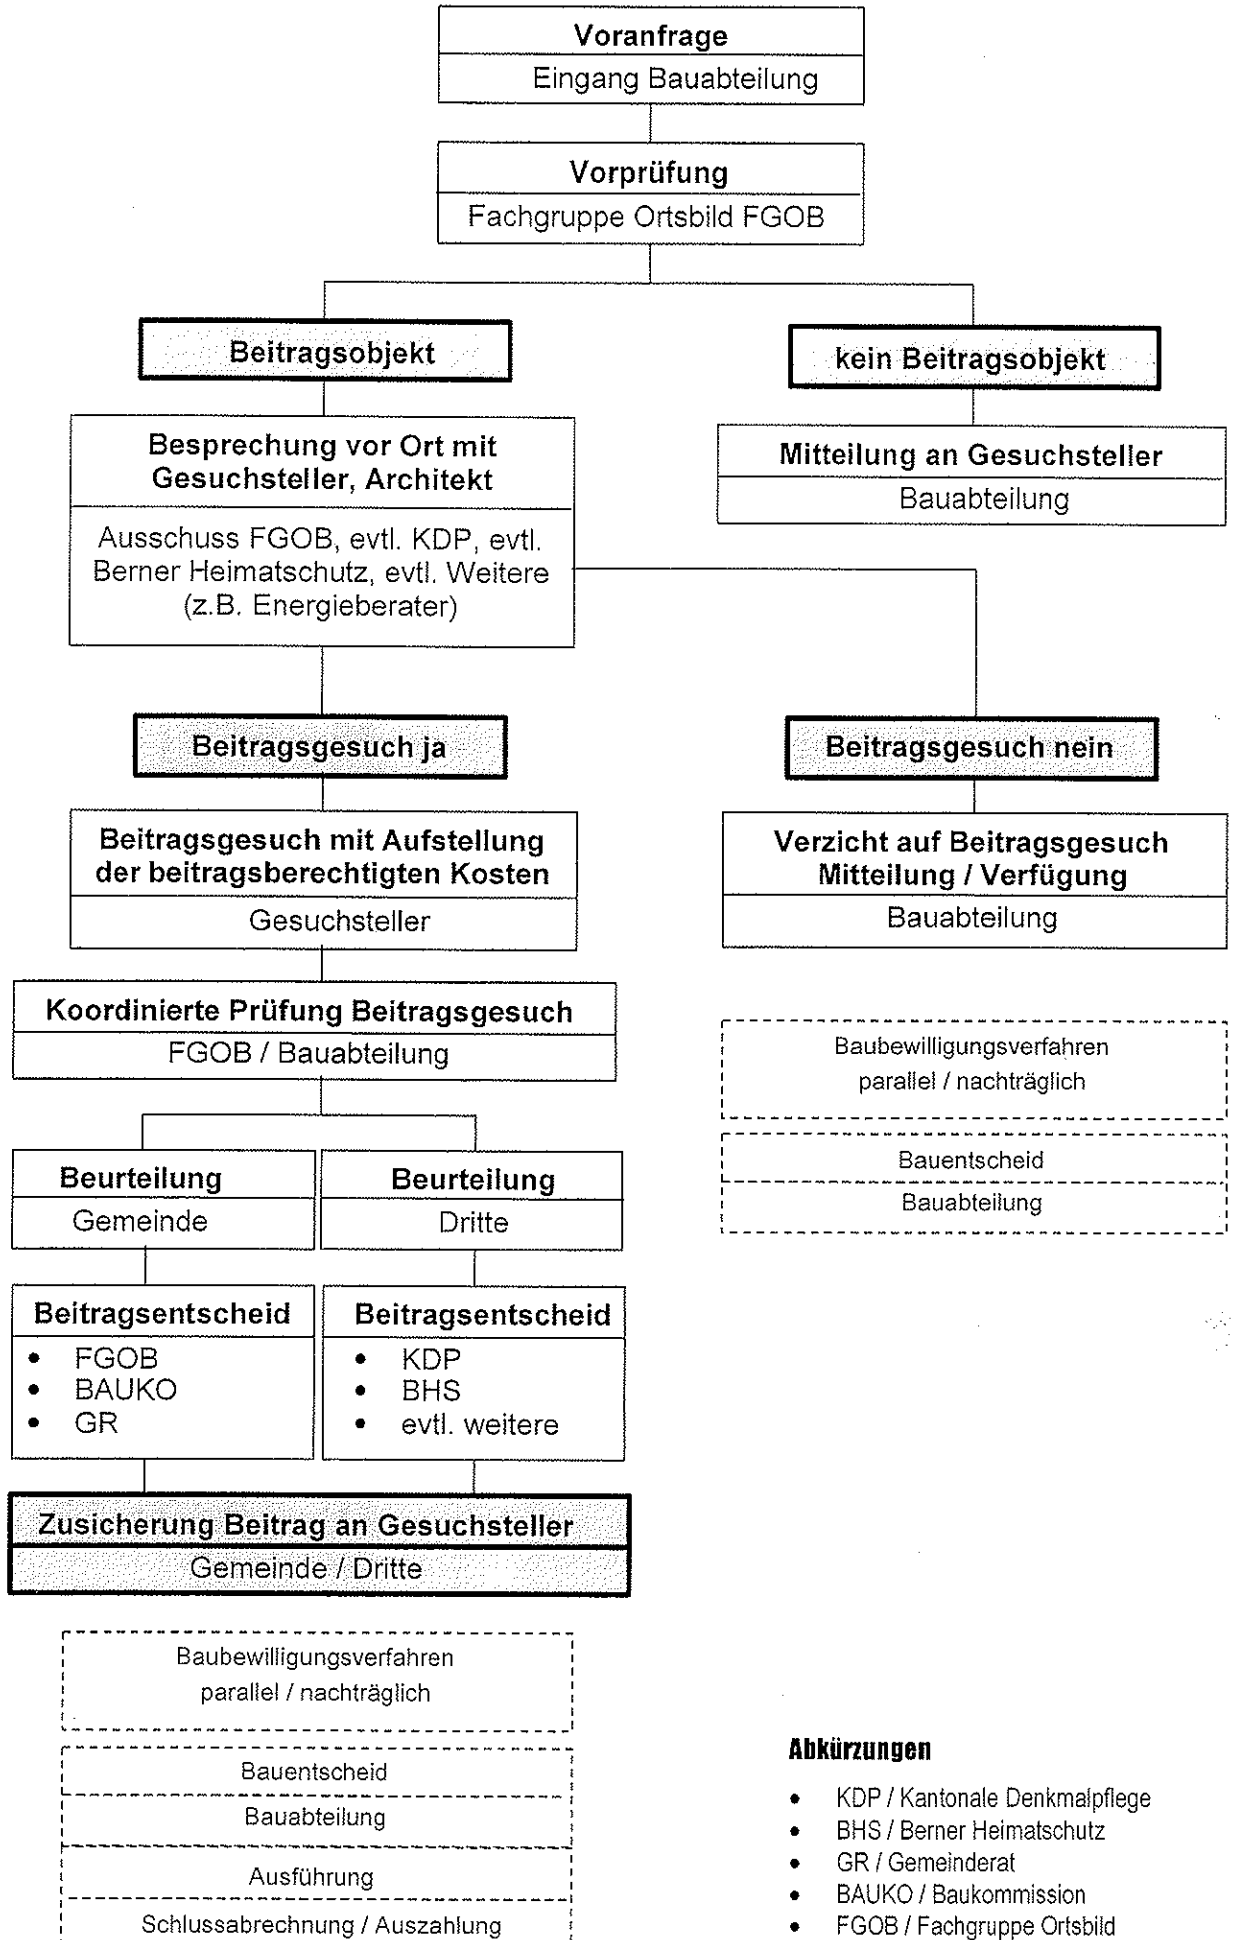 Voranfrage
Eingang Bauabteilung
Vorprüfung
Fachgruppe Ortsbild FGOB
Beitragsobjekt
kein Beitragsobjekt
Besprechung vor Ort mit
Gesuchsteller, Architekt
Ausschuss FGOB, evtl. KDP, evtl.
Berner Heimatschutz, evtl. Weitere
(z.B. Energieberater)
Mitteilung an Gesuchsteller
Bauabteilung
Beitragsgesuch ja
Beitragsgesuch nein
Beitragsgesuch mit Aufstellung
der beitragsberechtigten Kosten
Gesuchsteller
Verzicht auf Beitragsgesuch
Mitteilung / Verfügung
Bauabteilung
Koordinierte Prüfung Beitragsgesuch
FGOB / Bauabteilung
Baubewilligungsverfahren
parallel / nachträglich
Bauentscheid
Bauabteilung
Beurteilung
Gemeinde
Beurteilung
Dritte
Beitragsentscheid
• FGOB
• BAUKO
• GR
Beitragsentscheid
• KDP
• BHS
• evtl. weitere
Zusicherung Beitrag an Gesuchsteller
Gemeinde / Dritte
Baubewilligungsverfahren
parallel / nachträglich
Bauentscheid
Bauabteilung
Ausführung
Schlussabrechnung / Auszahlung
Abkürzungen
• KDP / Kantonale Denkmalpflege
• BHS / Berner Heimatschutz
• GR / Gemeinderat
• BAUKO / Baukommission
• FGOB / Fachgruppe Ortsbild